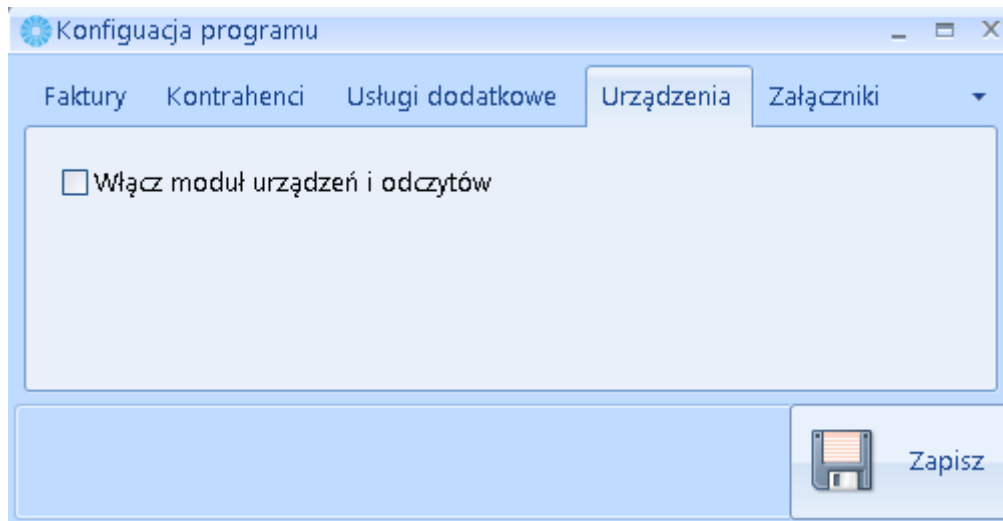 Konfiguacja programu
Faktury Kontrahenci Usługi dodatkowe Urządzenia Załączniki
Włącz moduł urządzeń i odczytów
Zapisz